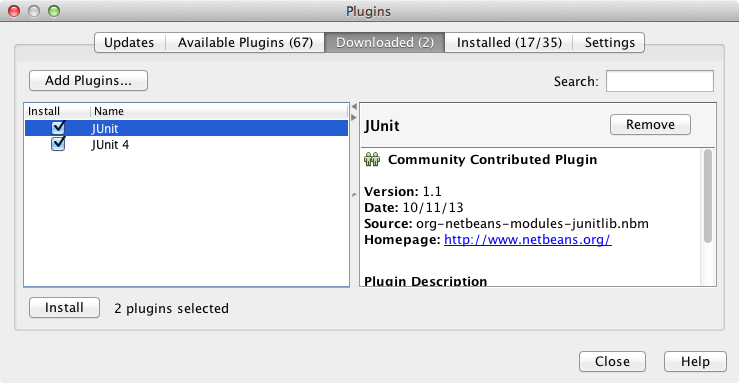 Plugins
Updates Available Plugins (67) Downloaded (2) Installed (17/35) Settings
Add Plugins... Search:
Install Name
JUnit
JUnit 4
JUnit Remove
Community Contributed Plugin
Version: 1.1
Date: 10/11/13
Source: org-netbeans-modules-junitlib.nbm
Homepage: http://www.netbeans.org/
Plugin Description
Install 2 plugins selected
Close Help